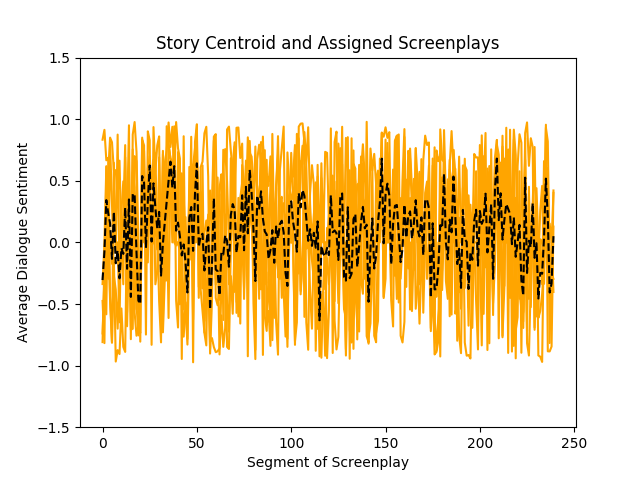 Story Centroid and Assigned Screenplays
1.5
1.0
0.5
0.0
−0.5
−1.0
−1.5
Average Dialogue Sentiment
0 50 100 150 200 250
Segment of Screenplay